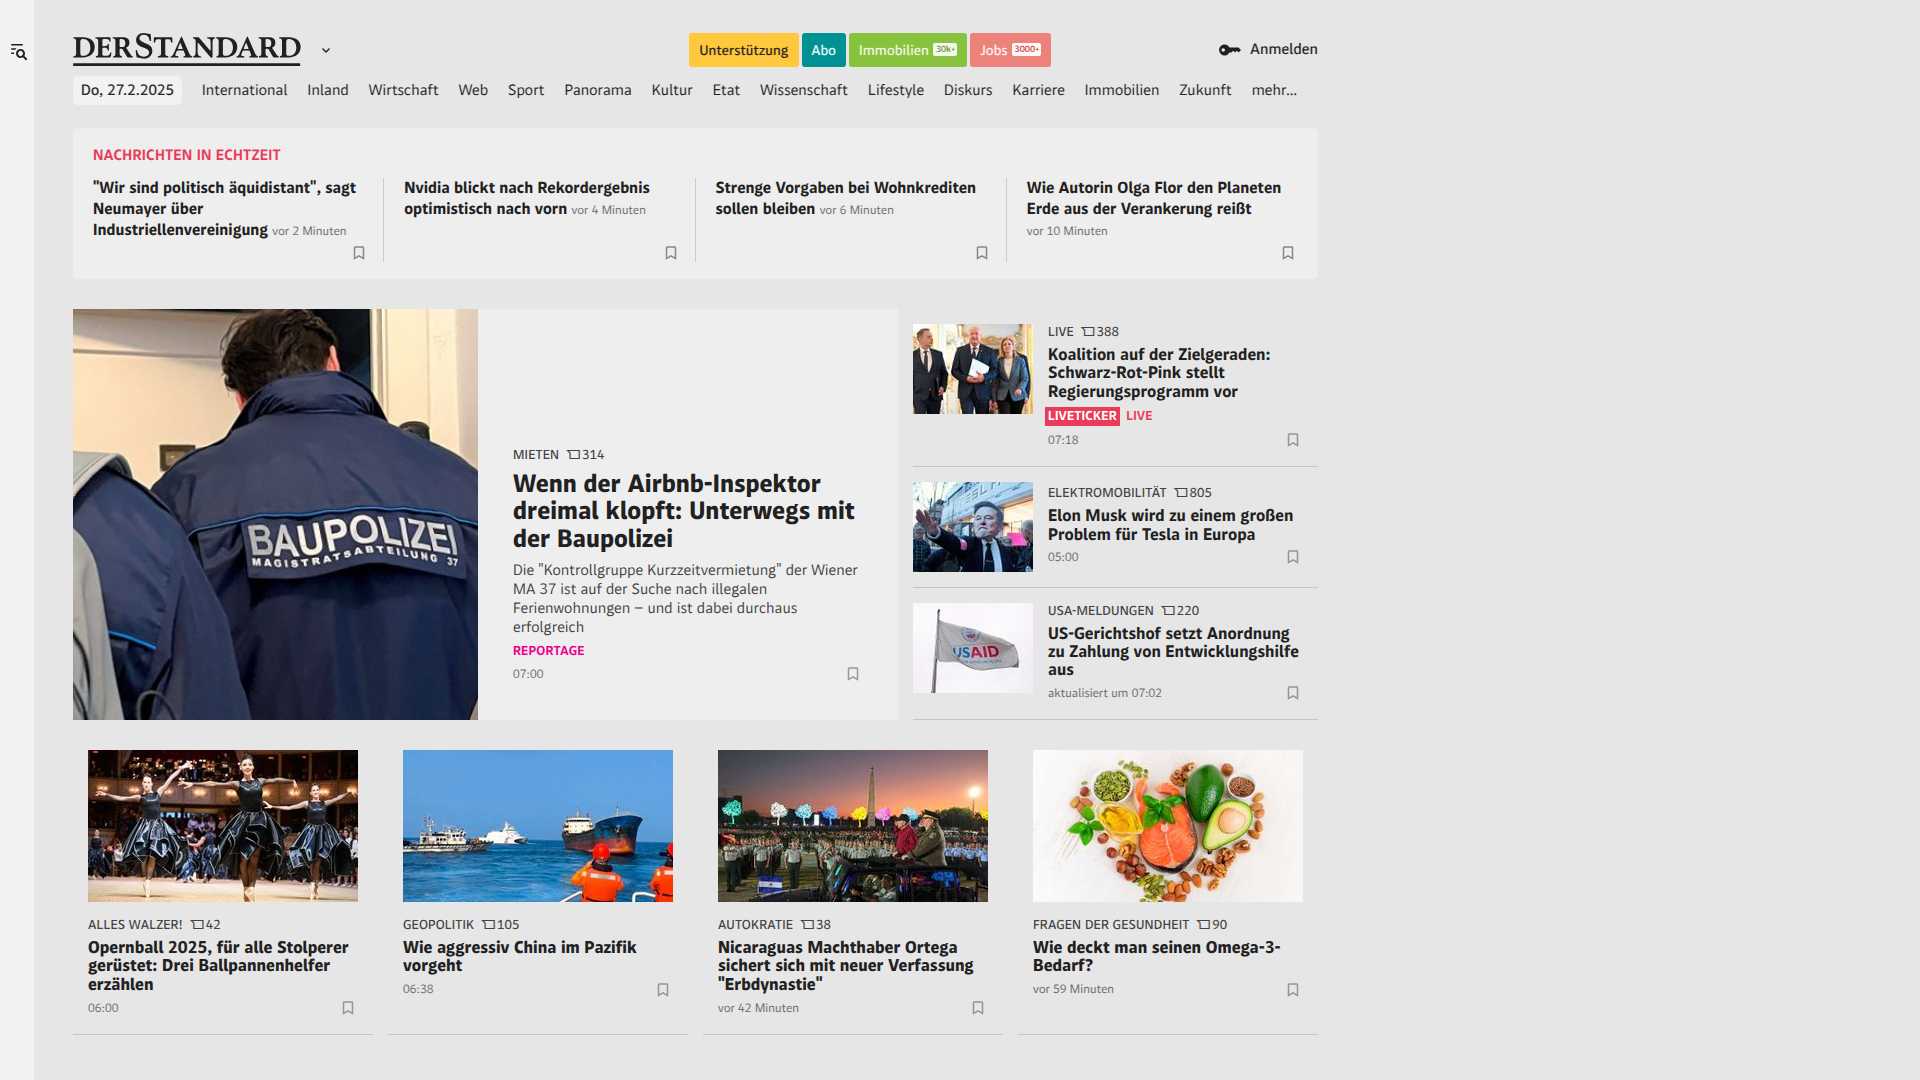 DERSTANDARD
Unterstützung Abo Immobilien 30k+ Jobs 3000+
Anmelden
Do, 27.2.2025 International Inland Wirtschaft Web Sport Panorama Kultur Etat Wissenschaft Lifestyle Diskurs Karriere Immobilien Zukunft mehr...
NACHRICHTEN IN ECHTZEIT
"Wir sind politisch äquidistant", sagt
Neumayer über
Industriellenvereinigung vor 2 Minuten
Nvidia blickt nach Rekordergebnis
optimistisch nach vorn vor 4 Minuten
Strenge Vorgaben bei Wohnkrediten
sollen bleiben vor 6 Minuten
Wie Autorin Olga Flor den Planeten
Erde aus der Verankerung reißt
vor 10 Minuten
BAUPOLIZEI
MAGISTRATSABTEILUNG 37
MIETEN 314
Wenn der Airbnb-Inspektor
dreimal klopft: Unterwegs mit
der Baupolizei
Die "Kontrollgruppe Kurzzeitvermietung" der Wiener
MA 37 ist auf der Suche nach illegalen
Ferienwohnungen – und ist dabei durchaus
erfolgreich
REPORTAGE
07:00
LIVE 388
Koalition auf der Zielgeraden:
Schwarz-Rot-Pink stellt
Regierungsprogramm vor
LIVETICKER LIVE
07:18
ELEKTROMOBILITÄT 805
Elon Musk wird zu einem großen
Problem für Tesla in Europa
05:00
USAID
USA-MELDUNGEN 220
US-Gerichtshof setzt Anordnung
zu Zahlung von Entwicklungshilfe
aus
aktualisiert um 07:02
ALLES WALZER! 42
Opernball 2025, für alle Stolperer
gerüstet: Drei Ballpannenhelfer
erzählen
06:00
GEOPOLITIK 105
Wie aggressiv China im Pazifik
vorgeht
06:38
AUTOKRATIE 38
Nicaraguas Machthaber Ortega
sichert sich mit neuer Verfassung
"Erbdynastie"
vor 42 Minuten
FRAGEN DER GESUNDHEIT 90
Wie deckt man seinen Omega-3-
Bedarf?
vor 59 Minuten